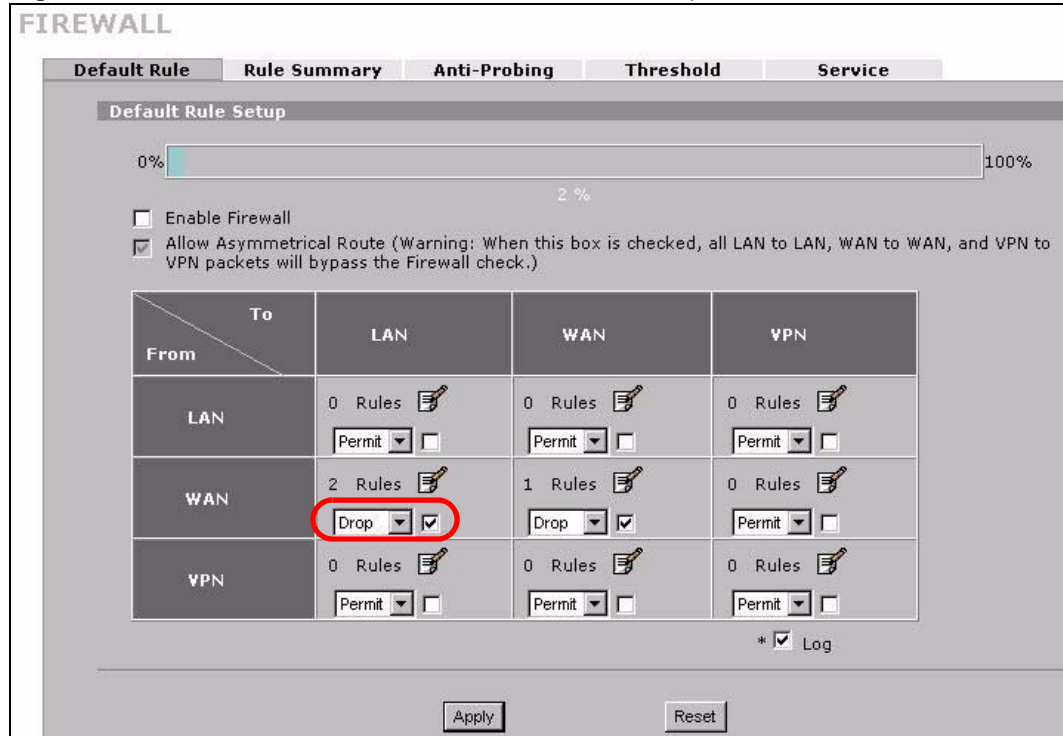 FIREWALL
Default Rule Rule Summary Anti-Probing Threshold Service
Default Rule Setup
0% 100%
2 %
Enable Firewall
Allow Asymmetrical Route (Warning: When this box is checked, all LAN to LAN, WAN to WAN, and VPN to
VPN packets will bypass the Firewall check.)
To
From
LAN WAN VPN
LAN
0 Rules 0 Rules 0 Rules
Permit Permit Permit
WAN
2 Rules 1 Rules 0 Rules
Drop Drop Permit
VPN
0 Rules 0 Rules 0 Rules
Permit Permit Permit
* Log
Apply Reset